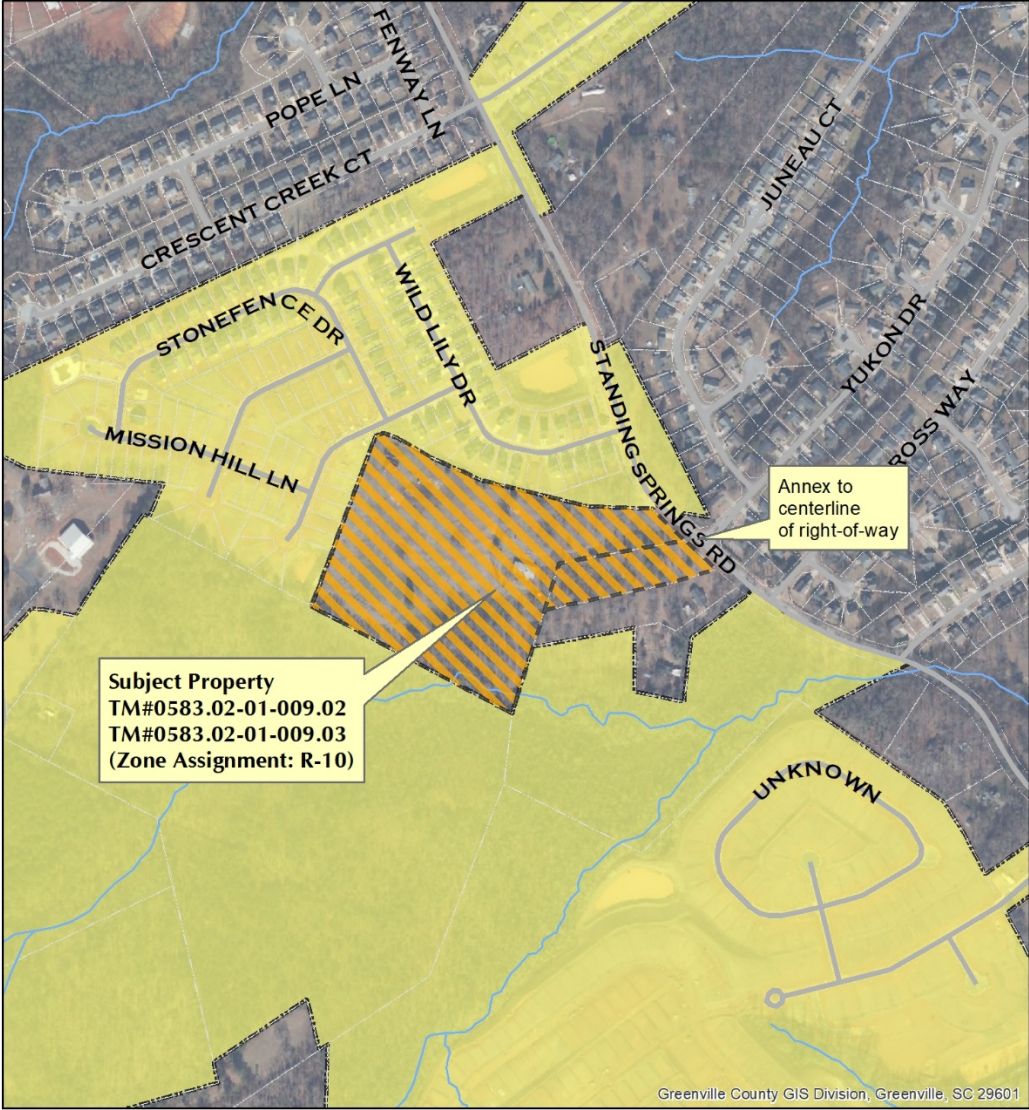 FENWAY LN
POPE LN
CRESCENT CREEK CT
JUNEAU CT
STONEFENCE DR
WILD LILY DR
STANDING SPRINGS RD
YUKON DR
ROSS WAY
MISSION HILL LN
Annex to
centerline
of right-of-way
Subject Property
TM#0583.02-01-009.02
TM#0583.02-01-009.03
(Zone Assignment: R-10)
UNKNOWN
Greenville County GIS Division, Greenville, SC 29601